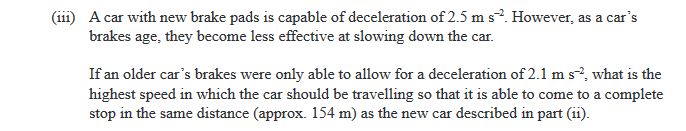 (iii) A car with new brake pads is capable of deceleration of 2.5 m s⁻². However, as a car's
brakes age, they become less effective at slowing down the car.
If an older car's brakes were only able to allow for a deceleration of 2.1 m s⁻², what is the
highest speed in which the car should be travelling so that it is able to come to a complete
stop in the same distance (approx. 154 m) as the new car described in part (ii).